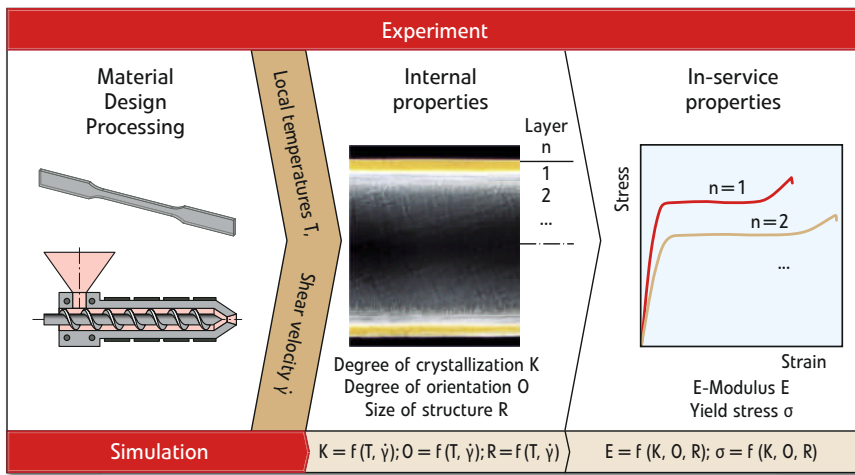 Experiment
Material
Design
Processing
Local temperatures T,
Shear velocity γ̇
Internal
properties
Layer
n
1
2
...
Degree of crystallization K
Degree of orientation O
Size of structure R
In-service
properties
Stress
n = 1
n = 2
...
Strain
E-Modulus E
Yield stress σ
Simulation
K = f (T, γ̇); O = f (T, γ̇); R = f (T, γ̇)
E = f (K, O, R); σ = f (K, O, R)